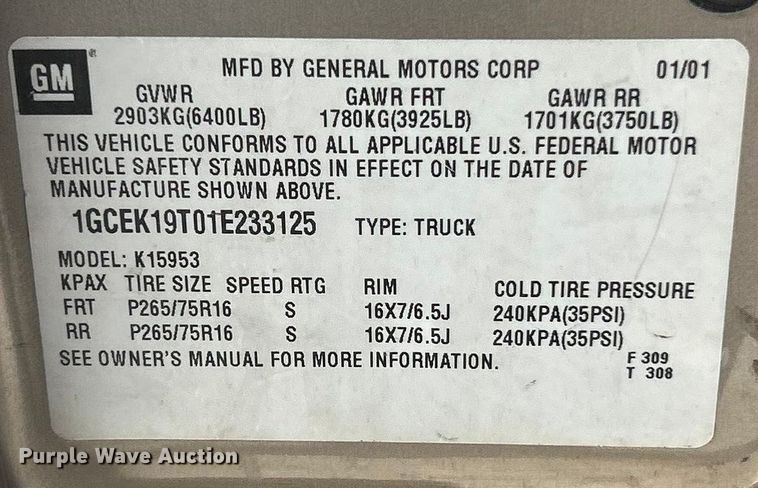 GM
MFD BY GENERAL MOTORS CORP 01/01
GVWR GAWR FRT GAWR RR
2903KG(6400LB) 1780KG(3925LB) 1701KG(3750LB)
THIS VEHICLE CONFORMS TO ALL APPLICABLE U.S. FEDERAL MOTOR
VEHICLE SAFETY STANDARDS IN EFFECT ON THE DATE OF
MANUFACTURE SHOWN ABOVE.
1GCEK19T01E233125 TYPE: TRUCK
MODEL: K15953
KPAX TIRE SIZE SPEED RTG RIM COLD TIRE PRESSURE
FRT P265/75R16 S 16X7/6.5J 240KPA(35PSI)
RR P265/75R16 S 16X7/6.5J 240KPA(35PSI)
SEE OWNER'S MANUAL FOR MORE INFORMATION. F 309
T 308
Purple Wave Auction